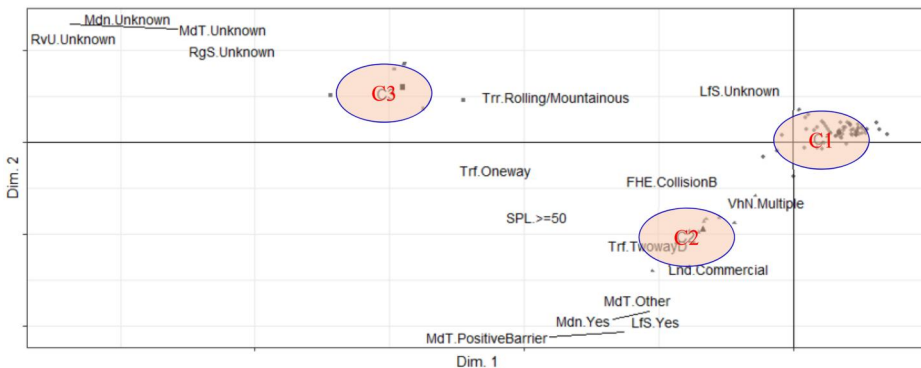 Mdn.Unknown
MdT.Unknown
RvU.Unknown
RgS.Unknown
C3
LfS.Unknown
Trr.Rolling/Mountainous
C1
Trf.Oneway
FHE.CollisionB
VhN.Multiple
SPL.>=50
C2
Trf.TwowayD
Lnd.Commercial
MdT.Other
Mdn.Yes
LfS.Yes
MdT.PositiveBarrier
Dim. 2
Dim. 1